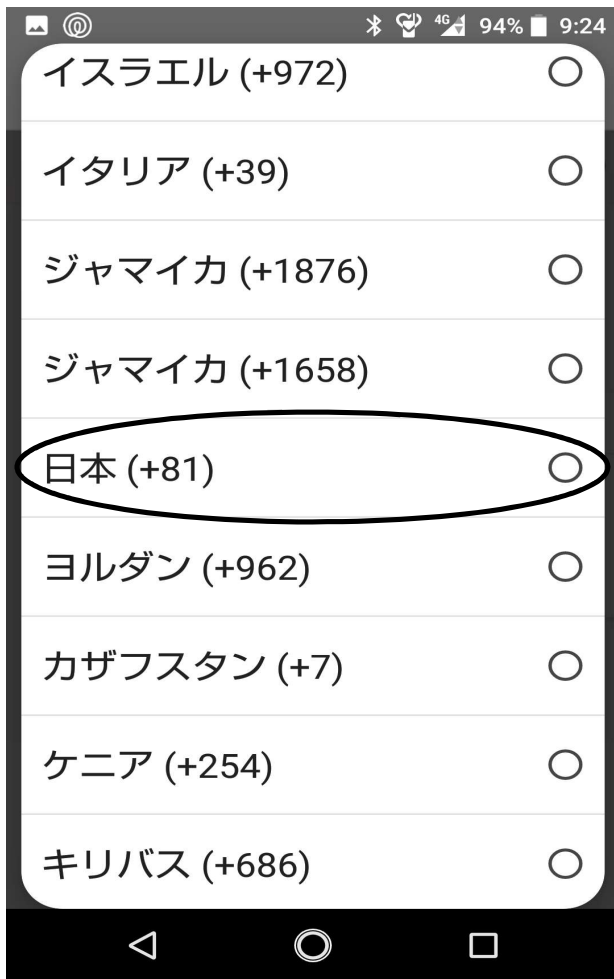 4G 94% 9:24
イスラエル (+972)
イタリア (+39)
ジャマイカ (+1876)
ジャマイカ (+1658)
日本 (+81)
ヨルダン (+962)
カザフスタン (+7)
ケニア (+254)
キリバス (+686)